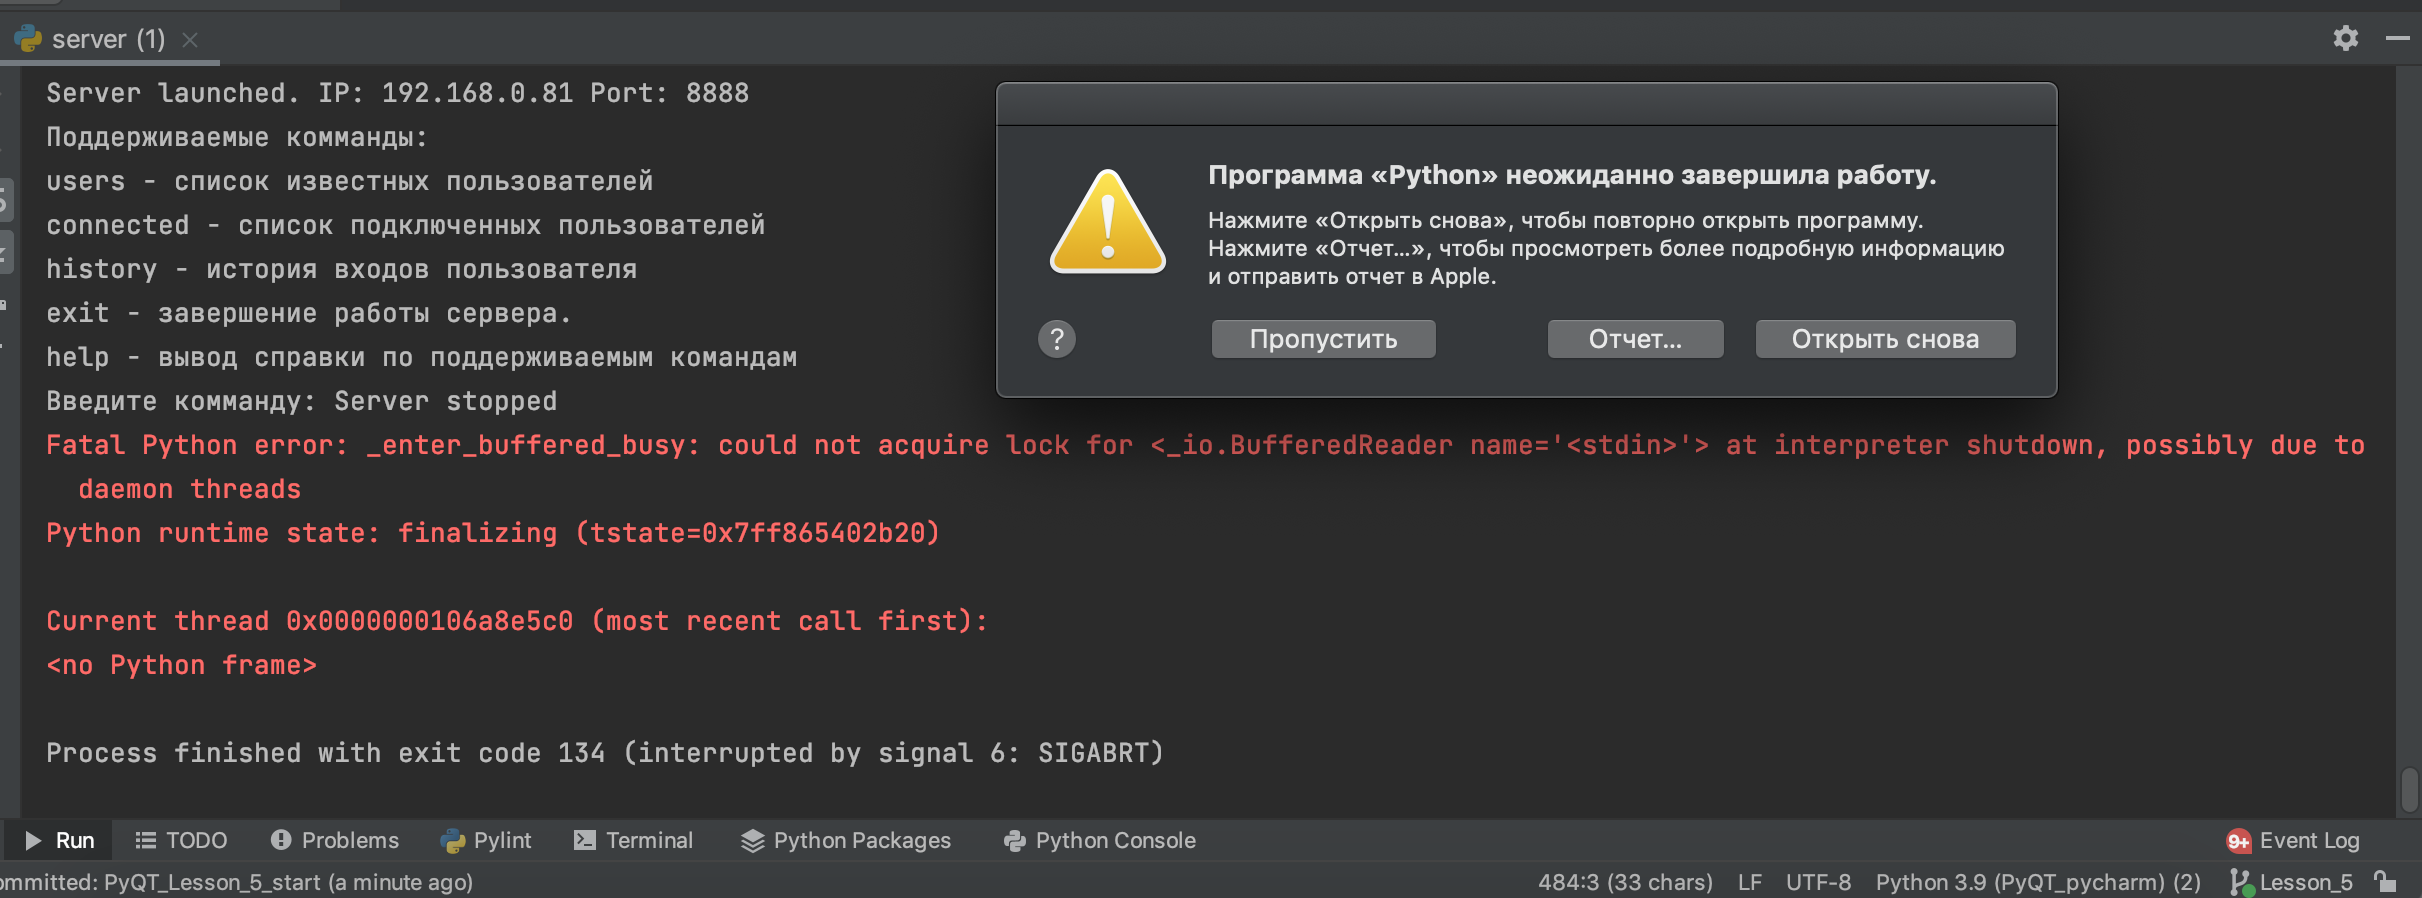 server (1)
Server launched. IP: 192.168.0.81 Port: 8888
Поддерживаемые комманды:
users - список известных пользователей
connected - список подключенных пользователей
history - история входов пользователя
exit - завершение работы сервера.
help - вывод справки по поддерживаемым командам
Введите комманду: Server stopped
Fatal Python error: _enter_buffered_busy: could not acquire lock for <_io.BufferedReader name='<stdin>'> at interpreter shutdown, possibly due to
daemon threads
Python runtime state: finalizing (tstate=0x7ff865402b20)
Current thread 0x0000000106a8e5c0 (most recent call first):
<no Python frame>
Process finished with exit code 134 (interrupted by signal 6: SIGABRT)
Программа «Python» неожиданно завершила работу.
Нажмите «Открыть снова», чтобы повторно открыть программу.
Нажмите «Отчет...», чтобы просмотреть более подробную информацию
и отправить отчет в Apple.
? Пропустить Отчет... Открыть снова
Run TODO Problems Pylint Terminal Python Packages Python Console 9+ Event Log
ommitted: PyQT_Lesson_5_start (a minute ago) 484:3 (33 chars) LF UTF-8 Python 3.9 (PyQT_pycharm) (2) Lesson_5